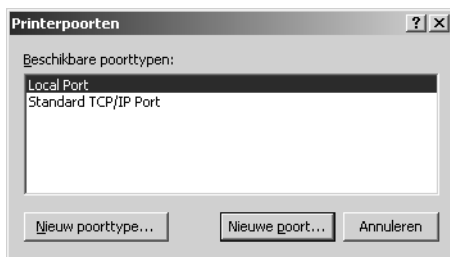 Printerpoorten
Beschikbare poorttypen:
Local Port
Standard TCP/IP Port
Nieuw poorttype... Nieuwe poort... Annuleren